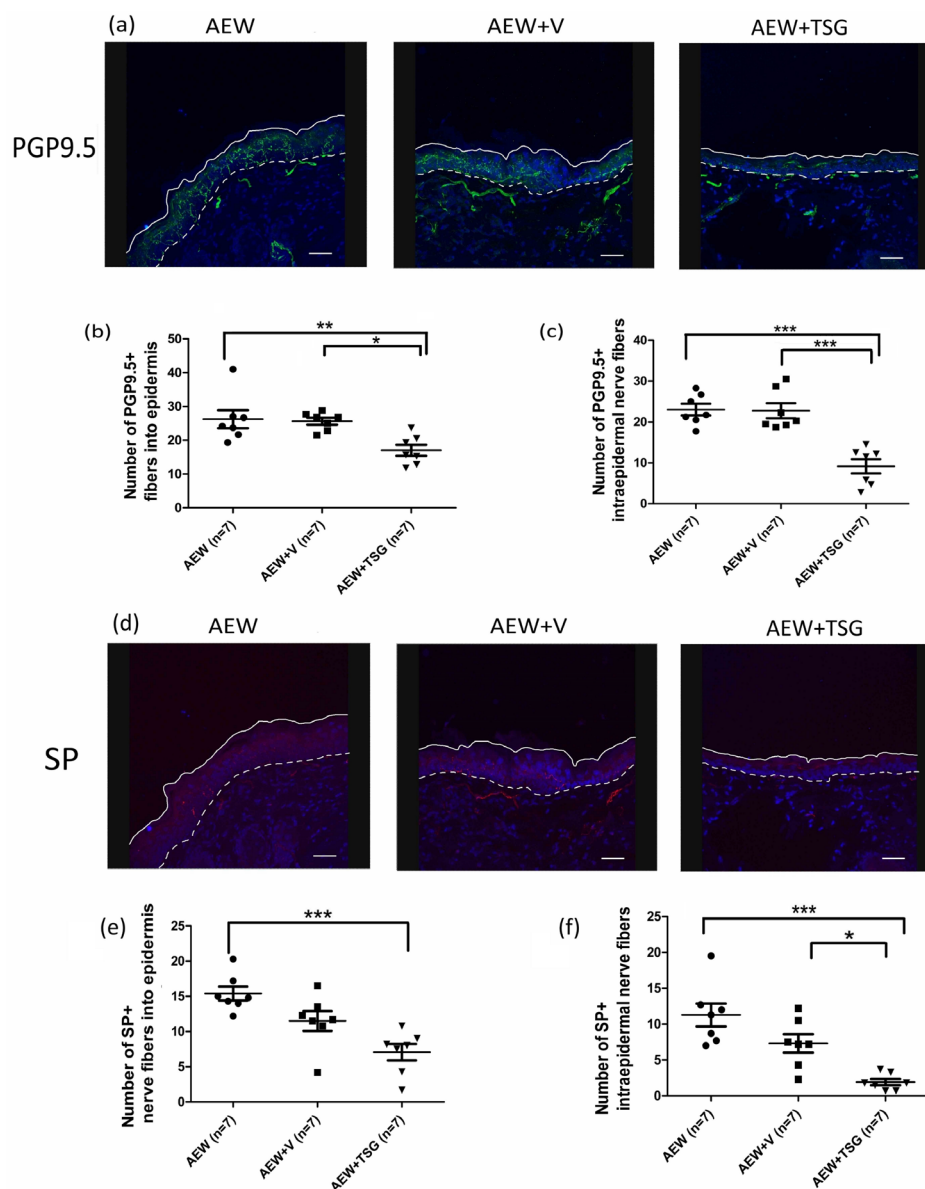 (a)
AEW
AEW+V
AEW+TSG
PGP9.5
(b)
Number of PGP9.5+
fibers into epidermis
50
40
30
20
10
0
**
*
AEW (n=7)
AEW+V (n=7)
AEW+TSG (n=7)
(c)
Number of PGP9.5+
intraepidermal nerve fibers
40
30
20
10
0
***
***
AEW (n=7)
AEW+V (n=7)
AEW+TSG (n=7)
(d)
AEW
AEW+V
AEW+TSG
SP
(e)
Number of SP+
nerve fibers into epidermis
25
20
15
10
5
0
***
AEW (n=7)
AEW+V (n=7)
AEW+TSG (n=7)
(f)
Number of SP+
intraepidermal nerve fibers
25
20
15
10
5
0
***
*
AEW (n=7)
AEW+V (n=7)
AEW+TSG (n=7)